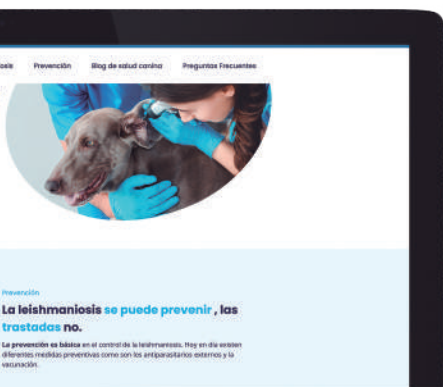 osis Prevención Blog de salud canina Preguntas Frecuentes
Prevención
La leishmaniosis se puede prevenir , las
trastadas no.
La prevención es básica en el control de la leishmaniosis. Hoy en día existen
diferentes medidas preventivas como son los antiparasitarios externos y la
vacunación.